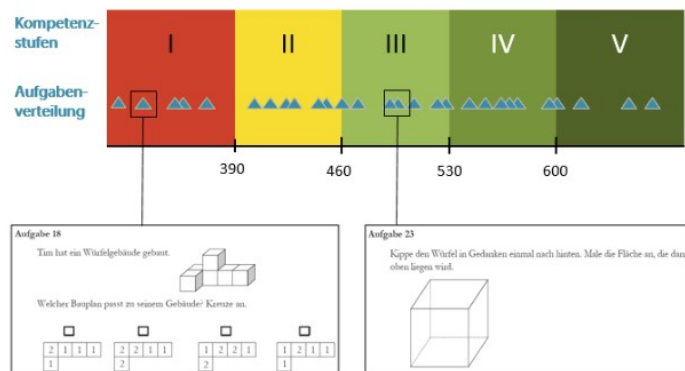 Kompetenz-
stufen
I II III IV V
Aufgaben-
verteilung
390 460 530 600
Aufgabe 18
Tim hat ein Würfelgebäude gebaut.
Welcher Bauplan passt zu seinem Gebäude? Kreuze an.
2 1 1 1
1
2 2 1 1
2
1 2 2 1
2
1 2 1 1
1
Aufgabe 23
Kippe den Würfel in Gedanken einmal nach hinten. Male die Fläche an, die dan
oben liegen wird.